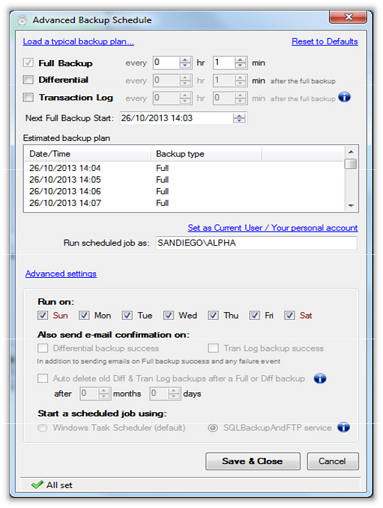 Advanced Backup Schedule
Load a typical backup plan... Reset to Defaults
Full Backup every 0 hr 1 min
Differential every 0 0 1 min after the full backup
Transaction Log every 0 hr 0 min after the full backup
Next Full Backup Start: 26/10/2013 14:03
Estimated backup plan
Date/Time Backup type
26/10/2013 14:04 Full
26/10/2013 14:05 Full
26/10/2013 14:06 Full
26/10/2013 14:07 Full
Set as Current User / Your personal account
Run scheduled job as: SANDIEGO\ALPHA
Advanced settings
Run on:
Sun Mon Tue Wed Thu Fri Sat
Also send e-mail confirmation on:
Differential backup success Tran Log backup success
In addition to sending emails on Full backup success and any failure event
Auto delete old Diff & Tran Log backups after a Full or Diff backup
after 0 months 0 days
Start a scheduled job using:
Windows Task Scheduler (default) SQLBackupAndFTP service
Save & Close Cancel
All set